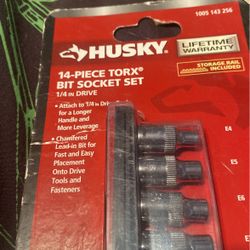 1005 143 256
HUSKY
LIFETIME
WARRANTY
STORAGE RAIL
INCLUDED
14-PIECE TORX®
BIT SOCKET SET
1/4 IN DRIVE
• Attach to 1/4 in Dr
for a Longer
Handle and
More Leverage
• Chamfered
Lead-in Bit for
Fast and Easy
Placement
Onto Drive
Tools and
Fasteners
E4
E5
E6